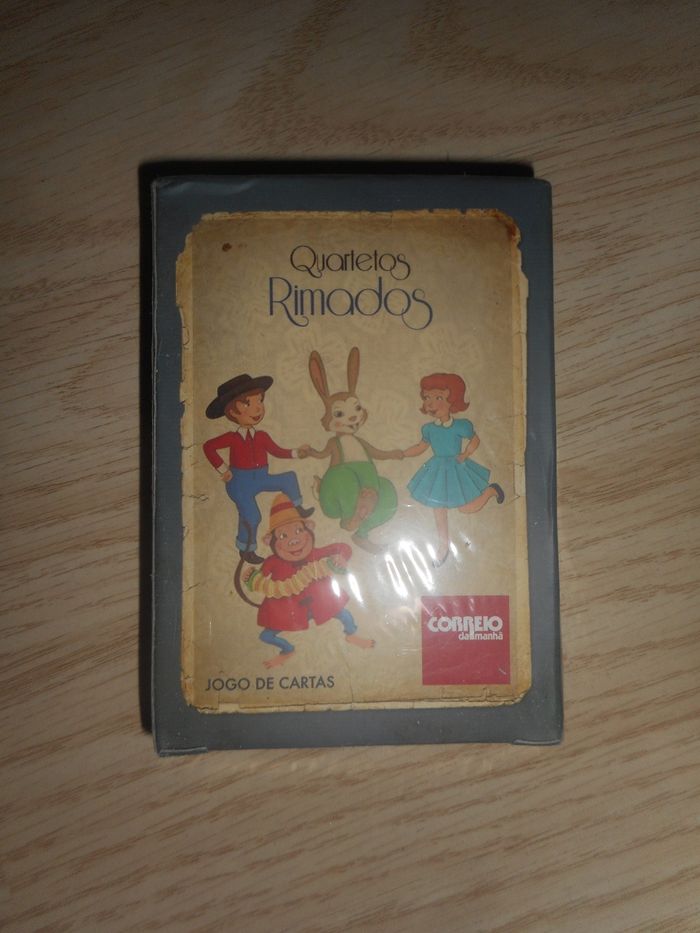 Quartetos
Rimados
CORREIO
da manhã
JOGO DE CARTAS